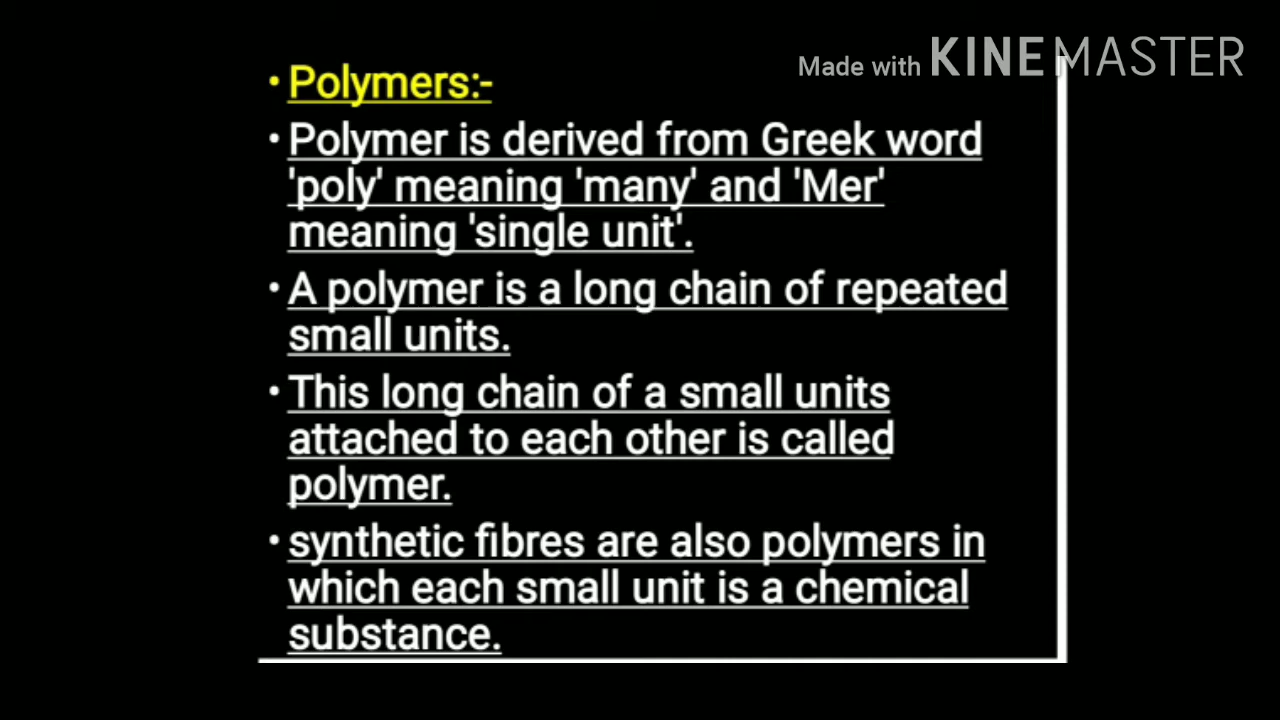 Made with KINEMASTER
• Polymers:-
• Polymer is derived from Greek word
'poly' meaning 'many' and 'Mer'
meaning 'single unit'.
• A polymer is a long chain of repeated
small units.
• This long chain of a small units
attached to each other is called
polymer.
• synthetic fibres are also polymers in
which each small unit is a chemical
substance.